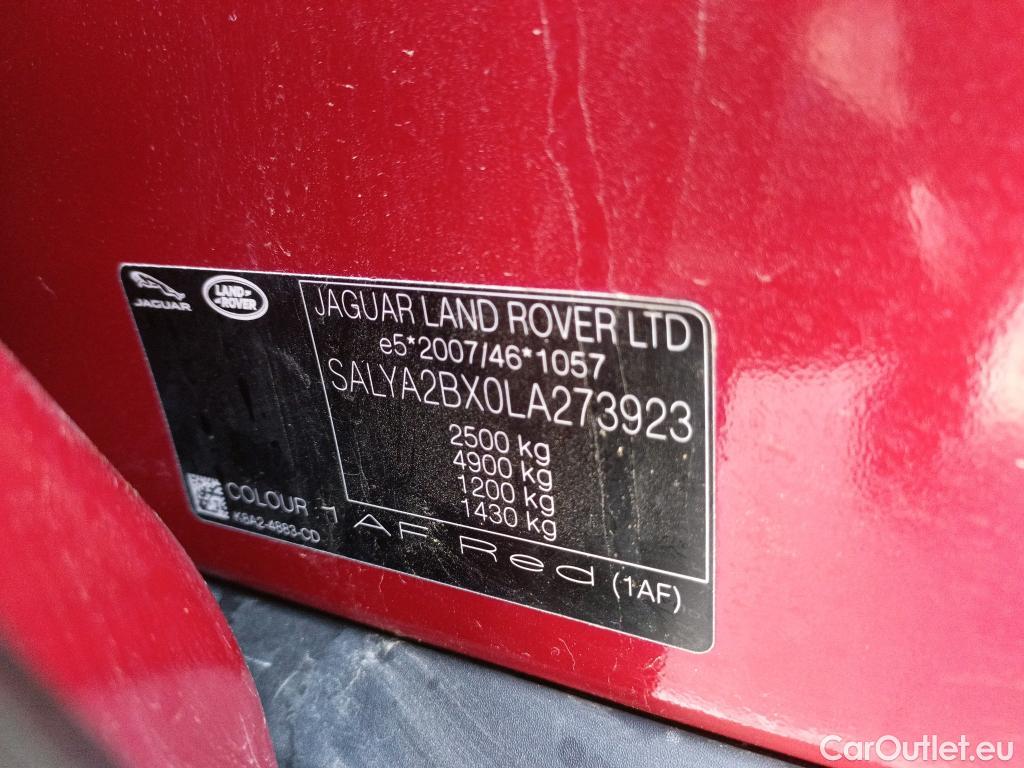 JAGUAR
LAND
ROVER
JAGUAR LAND ROVER LTD
e5*2007/46*1057
SALYA2BX0LA273923
2500 kg
4900 kg
1200 kg
1430 kg
COLOUR 1AF Red (1AF)
K8A2-4883-CD
CarOutlet.eu